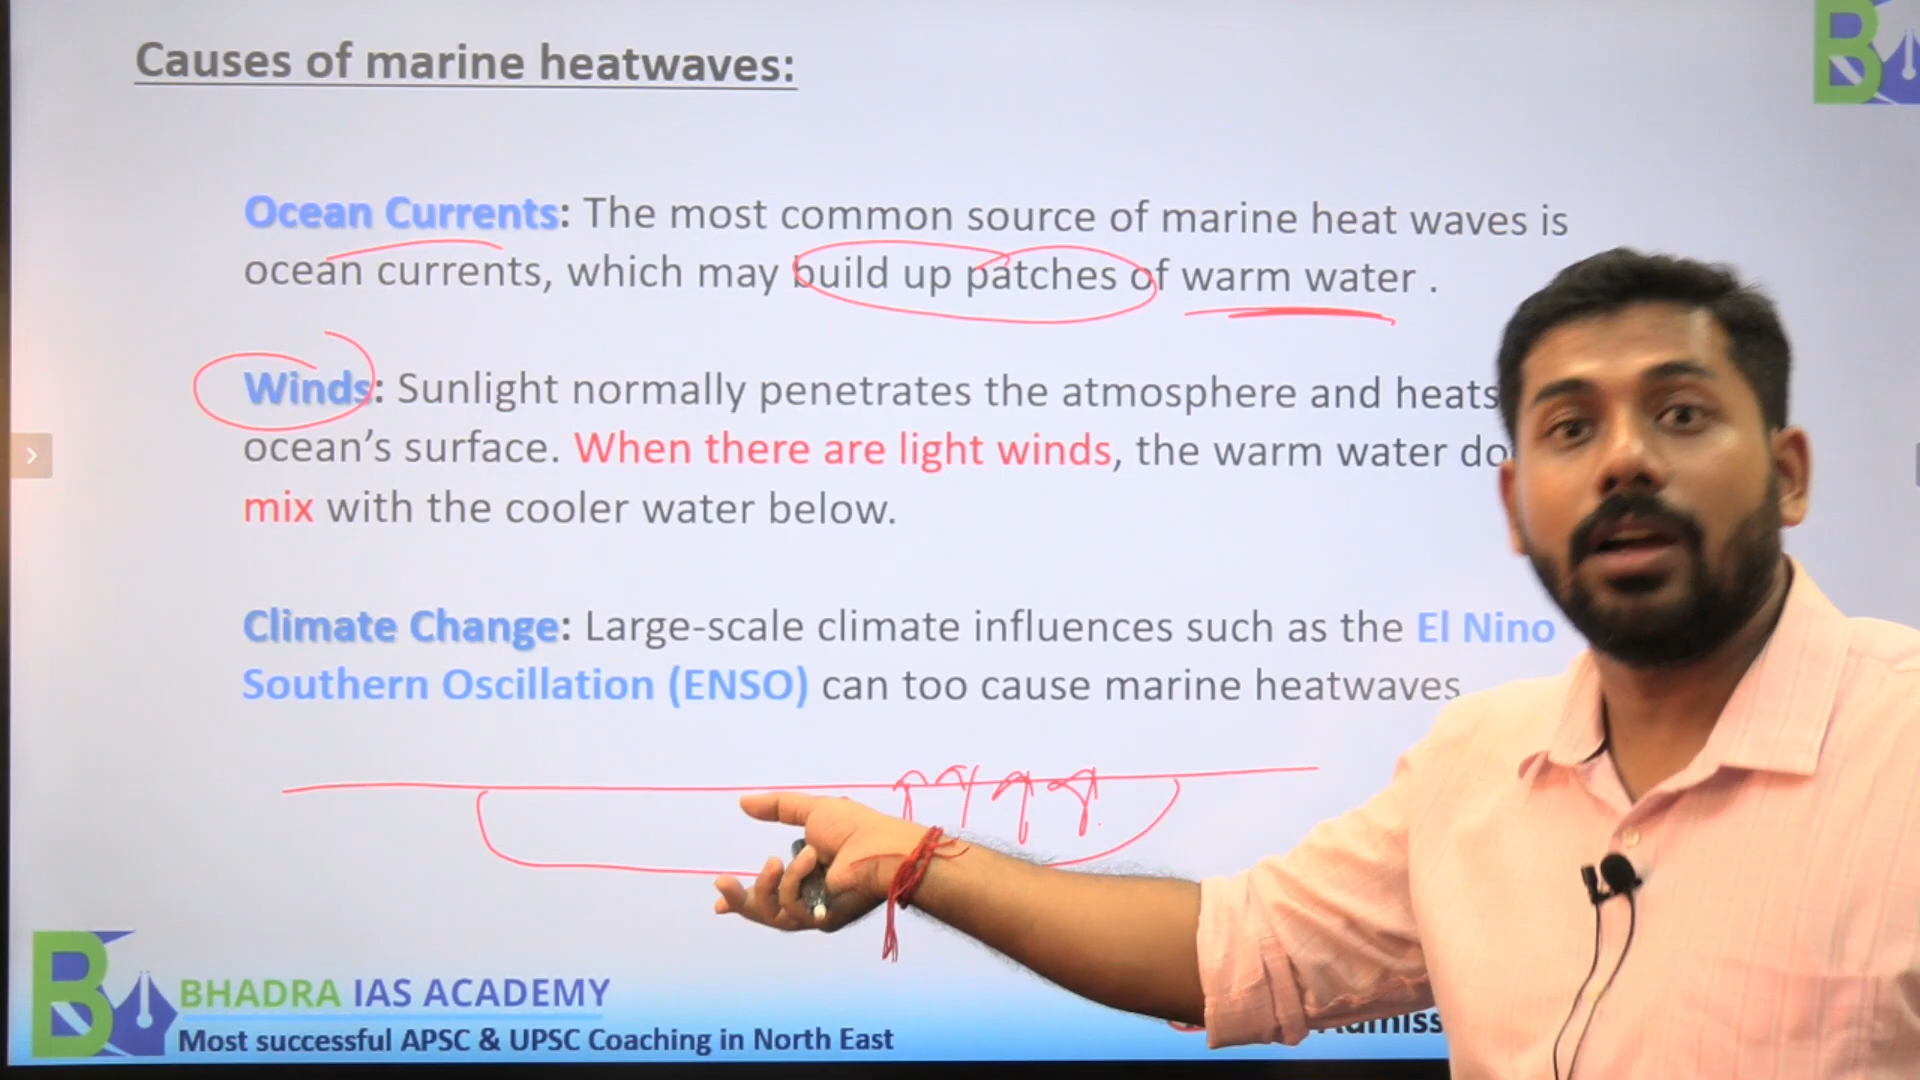 Causes of marine heatwaves:
Ocean Currents: The most common source of marine heat waves is
ocean currents, which may build up patches of warm water .
Winds: Sunlight normally penetrates the atmosphere and heats
ocean’s surface. When there are light winds, the warm water do
mix with the cooler water below.
Climate Change: Large-scale climate influences such as the El Nino
Southern Oscillation (ENSO) can too cause marine heatwaves
B
B
BHADRA IAS ACADEMY
Most successful APSC & UPSC Coaching in North East
Admiss